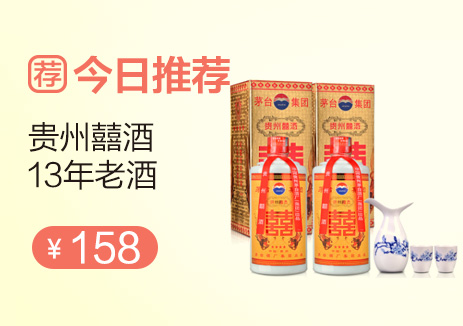 荐 今日推荐
贵州囍酒
13年老酒
¥ 158
茅台 集团
茅台 集团
贵州囍酒
贵州囍酒
囍
囍